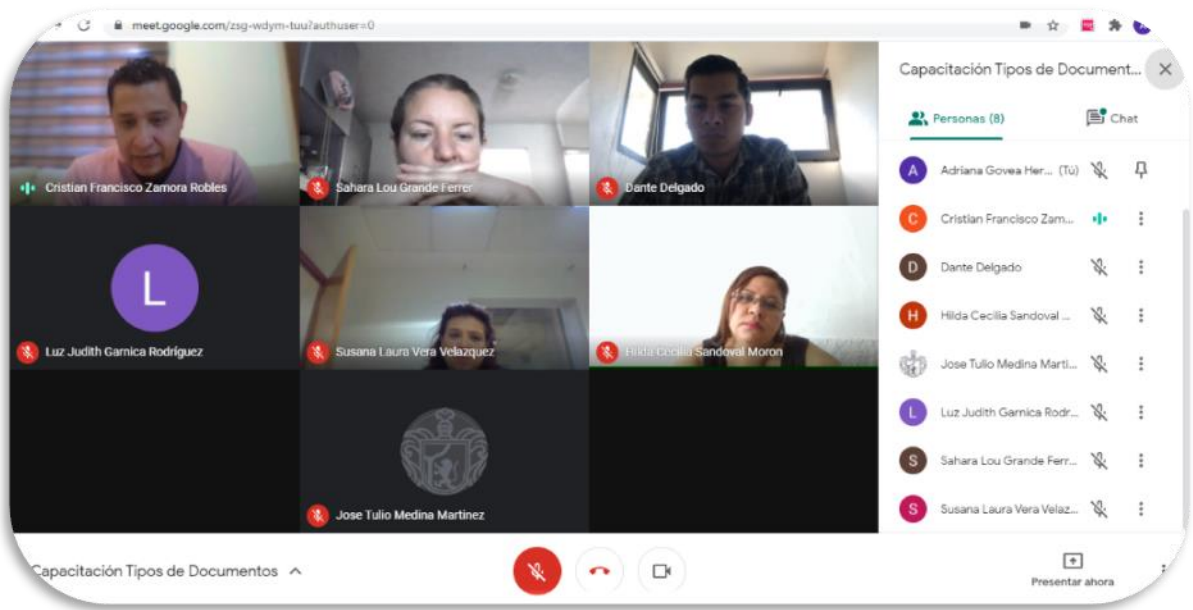 meet.google.com/zsg-wdym-tuu?authuser=0
Cristian Francisco Zamora Robles
Sahara Lou Grande Ferrer
Dante Delgado
L
Luz Judith Garnica Rodríguez
Susana Laura Vera Velazquez
Hilda Cecilia Sandoval Moron
Jose Tulio Medina Martinez
Capacitación Tipos de Document...
Personas (8)
Chat
A Adriana Govea Her... (Tú)
C Cristian Francisco Zam...
D Dante Delgado
H Hilda Cecilia Sandoval ...
Jose Tulio Medina Marti...
L Luz Judith Garnica Rodr...
S Sahara Lou Grande Ferr...
S Susana Laura Vera Velaz...
Capacitación Tipos de Documentos
Presentar ahora